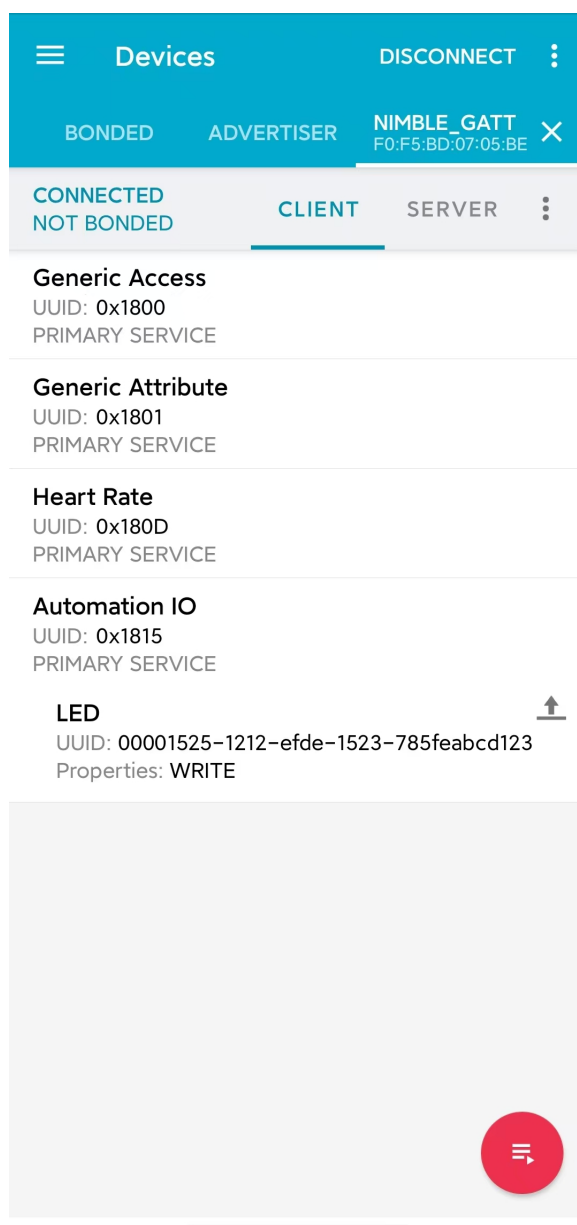 Devices
DISCONNECT
BONDED
ADVERTISER
NIMBLE_GATT
F0:F5:BD:07:05:BE
CONNECTED
NOT BONDED
CLIENT
SERVER
Generic Access
UUID: 0x1800
PRIMARY SERVICE
Generic Attribute
UUID: 0x1801
PRIMARY SERVICE
Heart Rate
UUID: 0x180D
PRIMARY SERVICE
Automation IO
UUID: 0x1815
PRIMARY SERVICE
LED
UUID: 00001525-1212-efde-1523-785feabcd123
Properties: WRITE